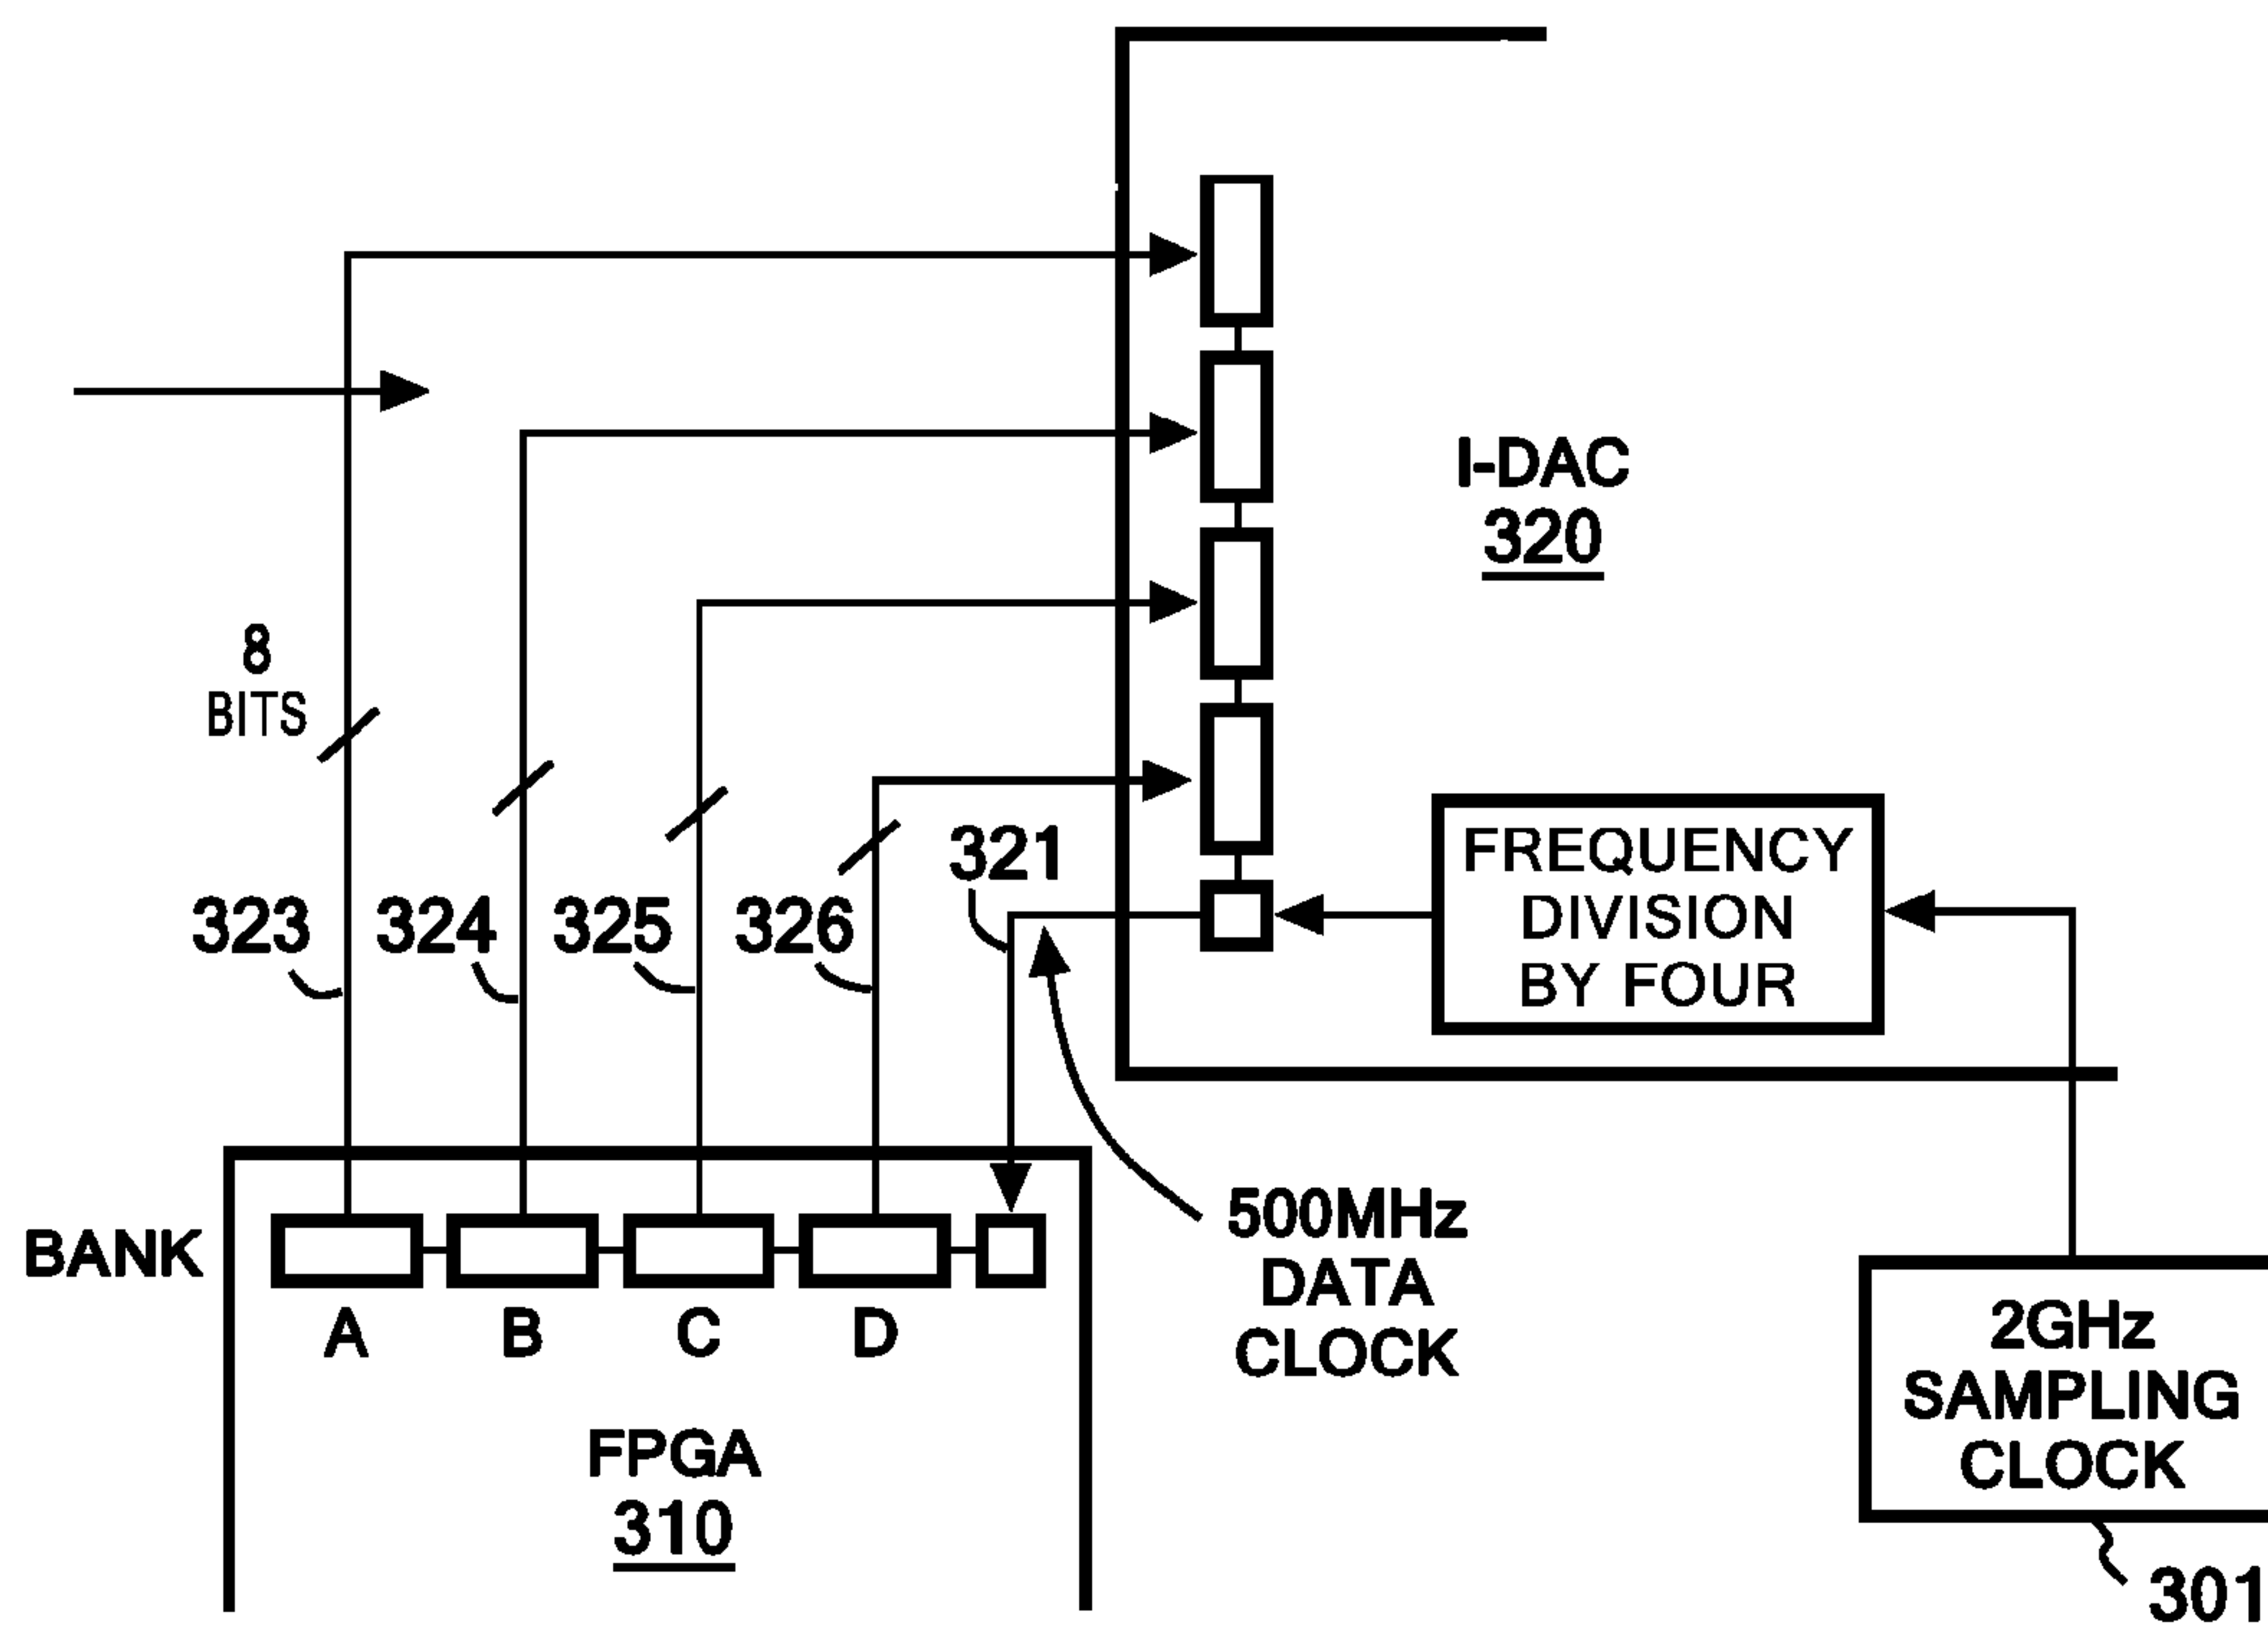 I-DAC
320
8
BITS
323
324
325
326
321
FREQUENCY
DIVISION
BY FOUR
BANK
A
B
C
D
FPGA
310
500MHz
DATA
CLOCK
2GHz
SAMPLING
CLOCK
301